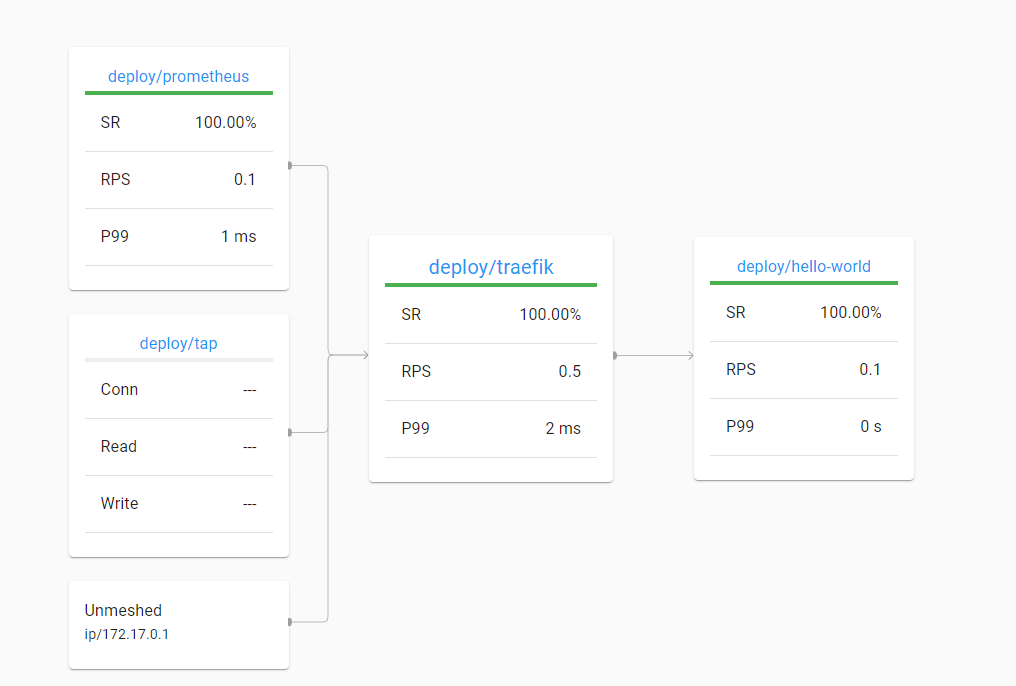 deploy/prometheus
SR 100.00%
RPS 0.1
P99 1 ms
deploy/tap
Conn ---
Read ---
Write ---
Unmeshed
ip/172.17.0.1
deploy/traefik
SR 100.00%
RPS 0.5
P99 2 ms
deploy/hello-world
SR 100.00%
RPS 0.1
P99 0 s